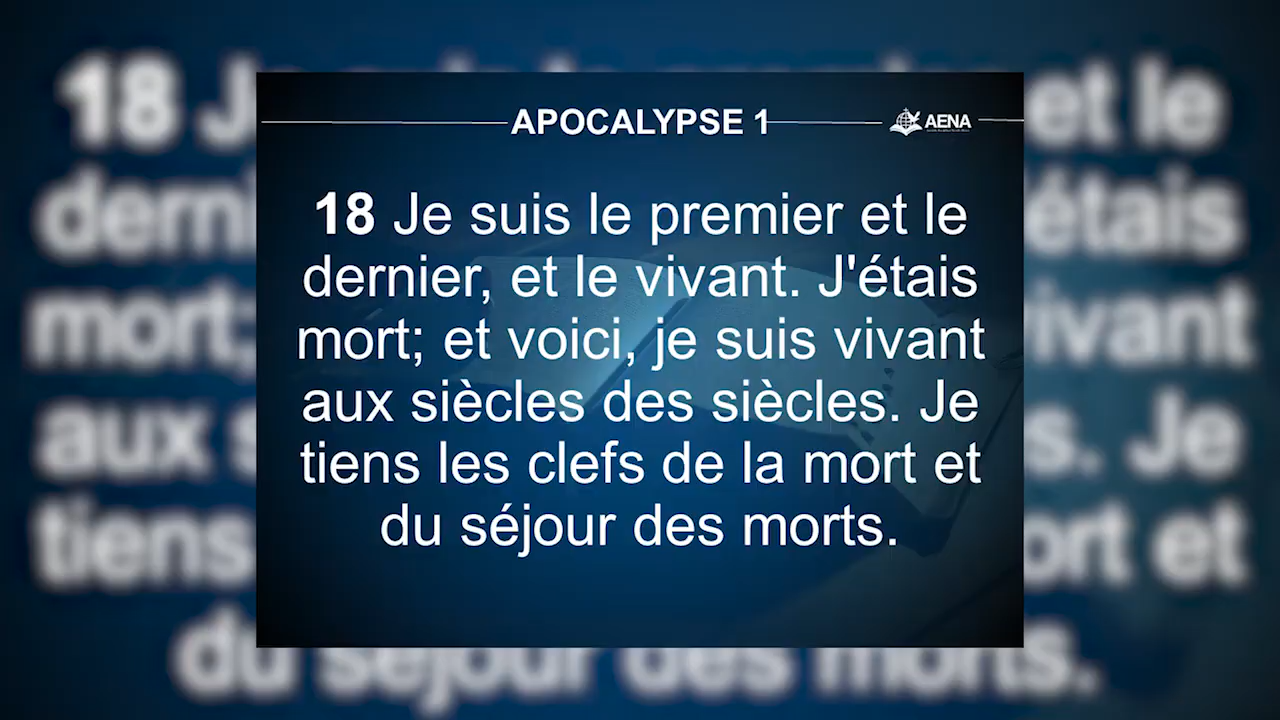 APOCALYPSE 1
AENA
18 Je suis le premier et le
dernier, et le vivant. J'étais
mort; et voici, je suis vivant
aux siècles des siècles. Je
tiens les clefs de la mort et
du séjour des morts.